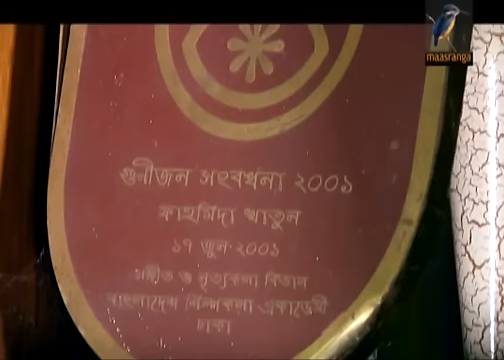 maasranga
গুনীজন সংবর্ধনা ২০০১
ফাহমিদা খাতুন
১৭ জুন-২০০১
সঙ্গীত ও নৃত্যকলা বিভাগ
বাংলাদেশ শিল্পকলা একাডেমী
ঢাকা